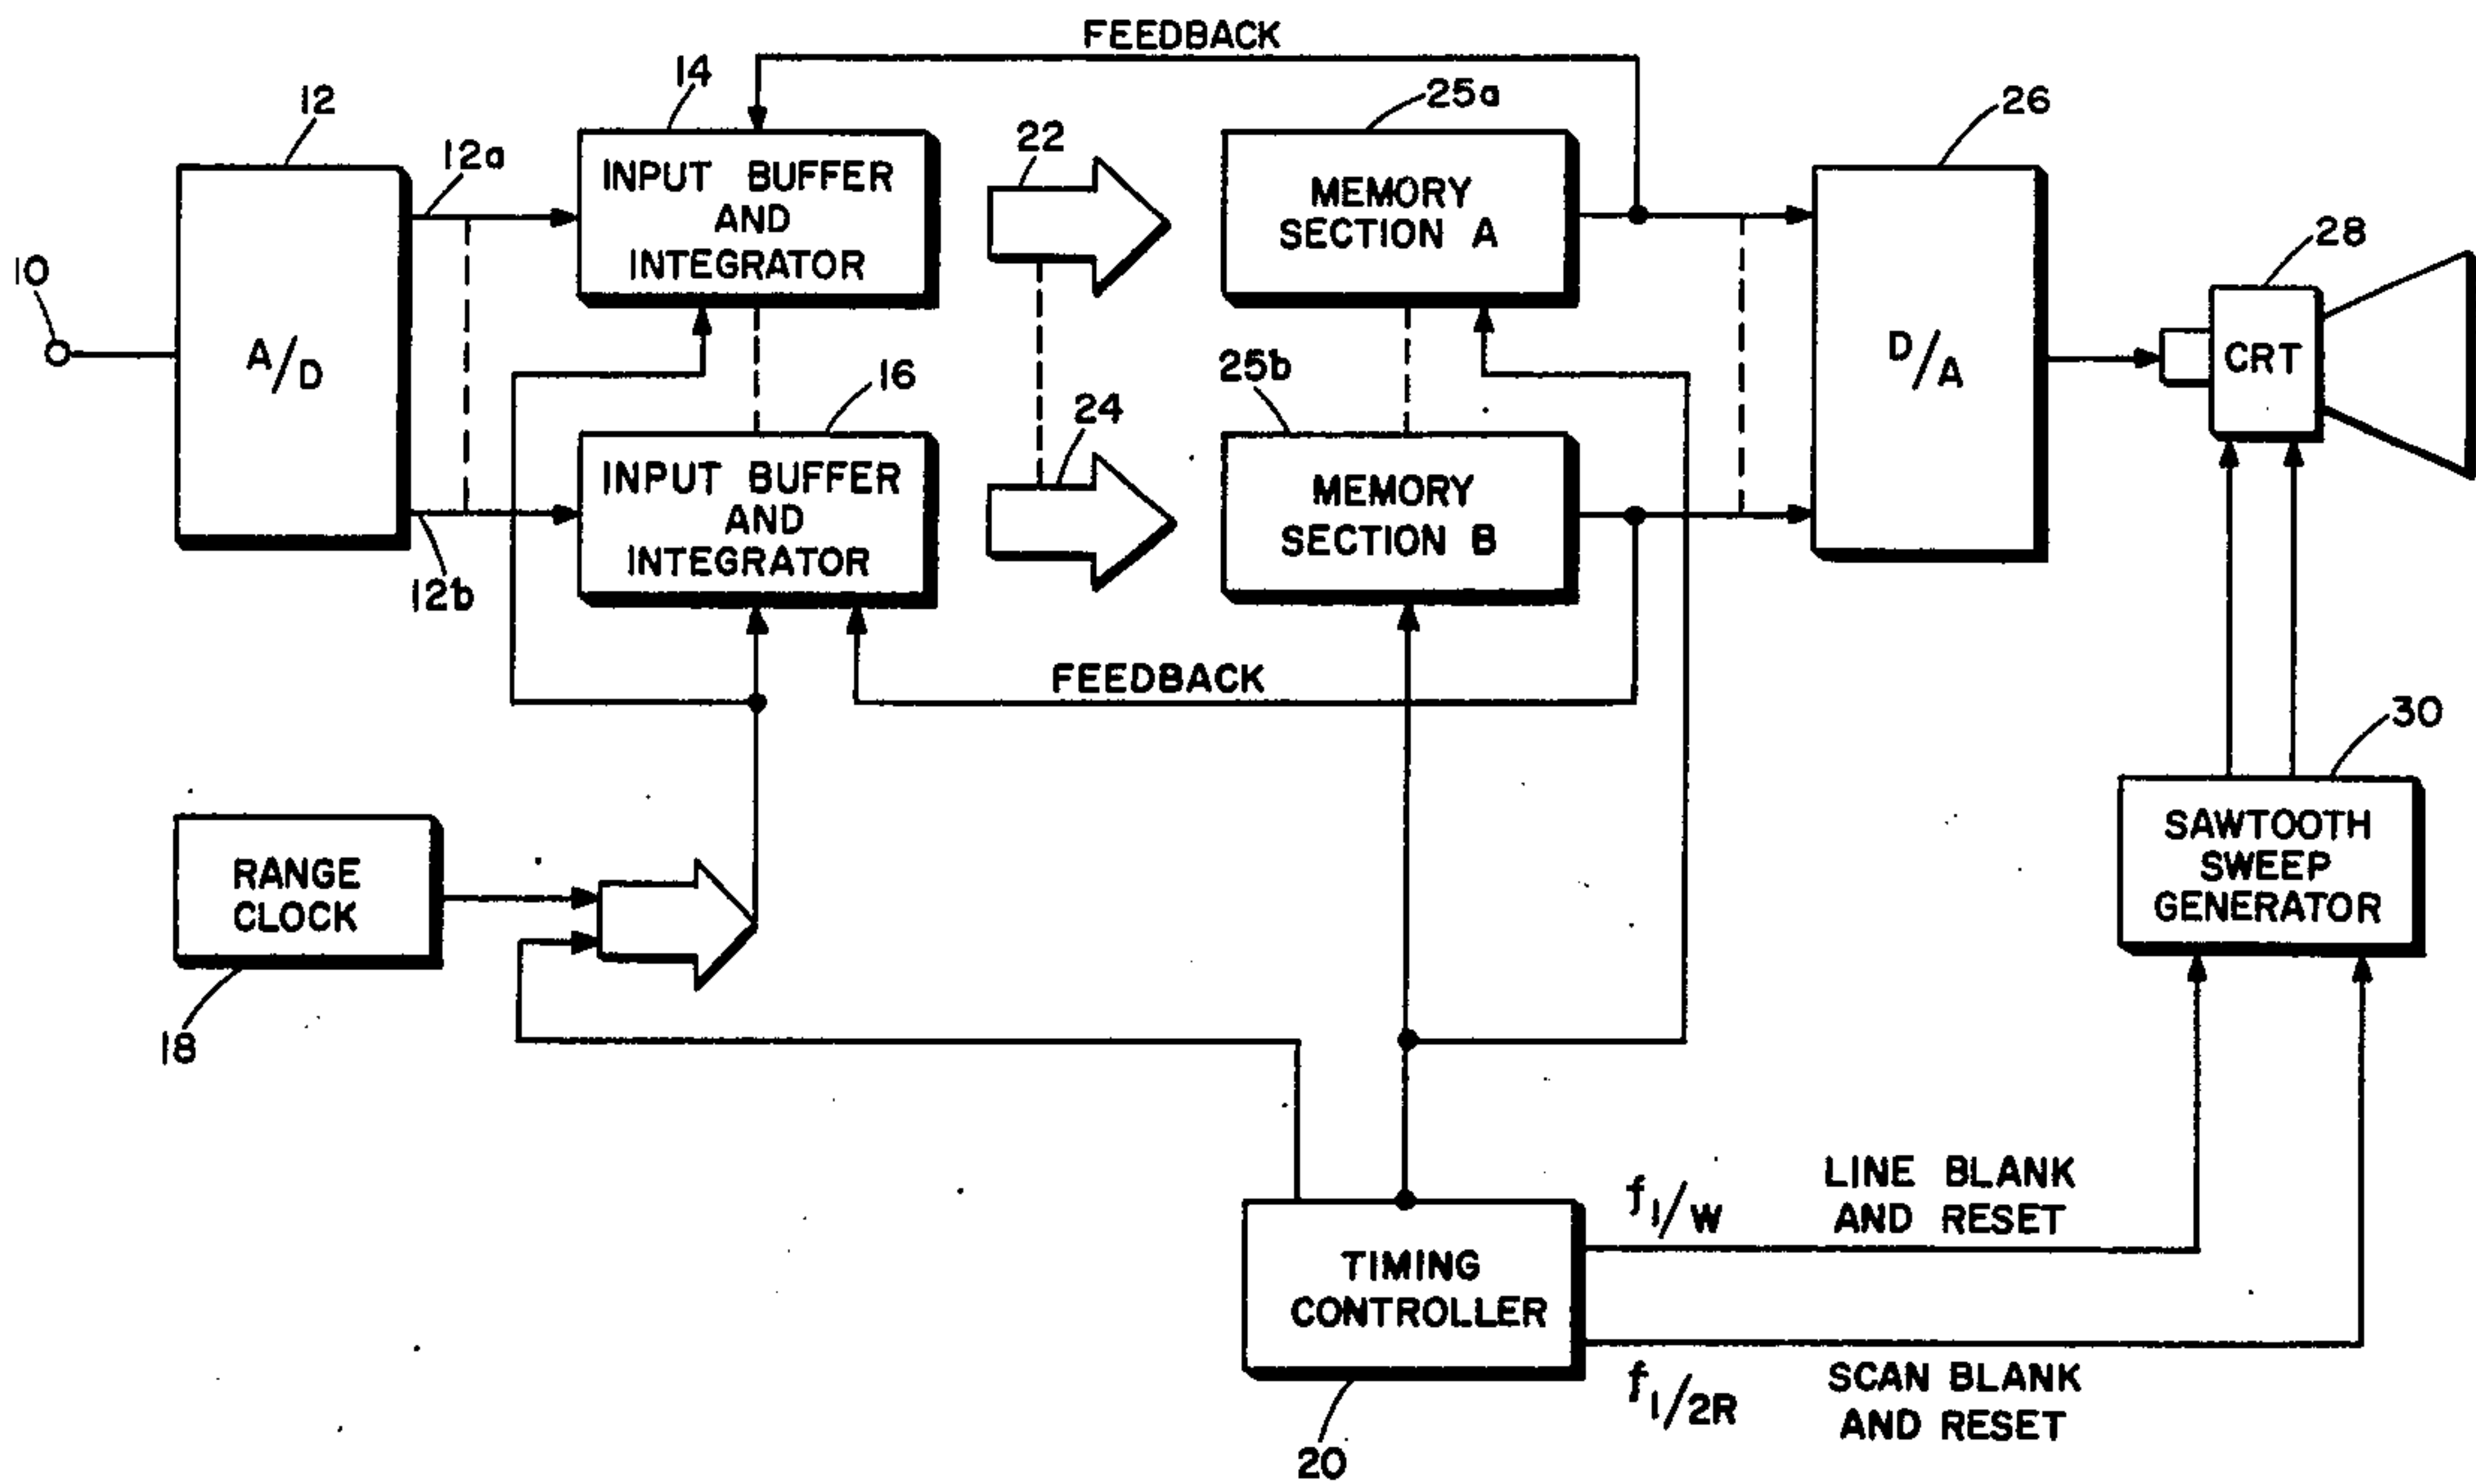 FEEDBACK
14
12
25a
26
12a
22
INPUT BUFFER
AND
INTEGRATOR
MEMORY
SECTION A
28
10
A/D
D/A
CRT
16
25b
24
INPUT BUFFER
AND
INTEGRATOR
MEMORY
SECTION B
12b
FEEDBACK
30
RANGE
CLOCK
SAWTOOTH
SWEEP
GENERATOR
18
f1/W
LINE BLANK
AND RESET
TIMING
CONTROLLER
f1/2R
SCAN BLANK
AND RESET
20